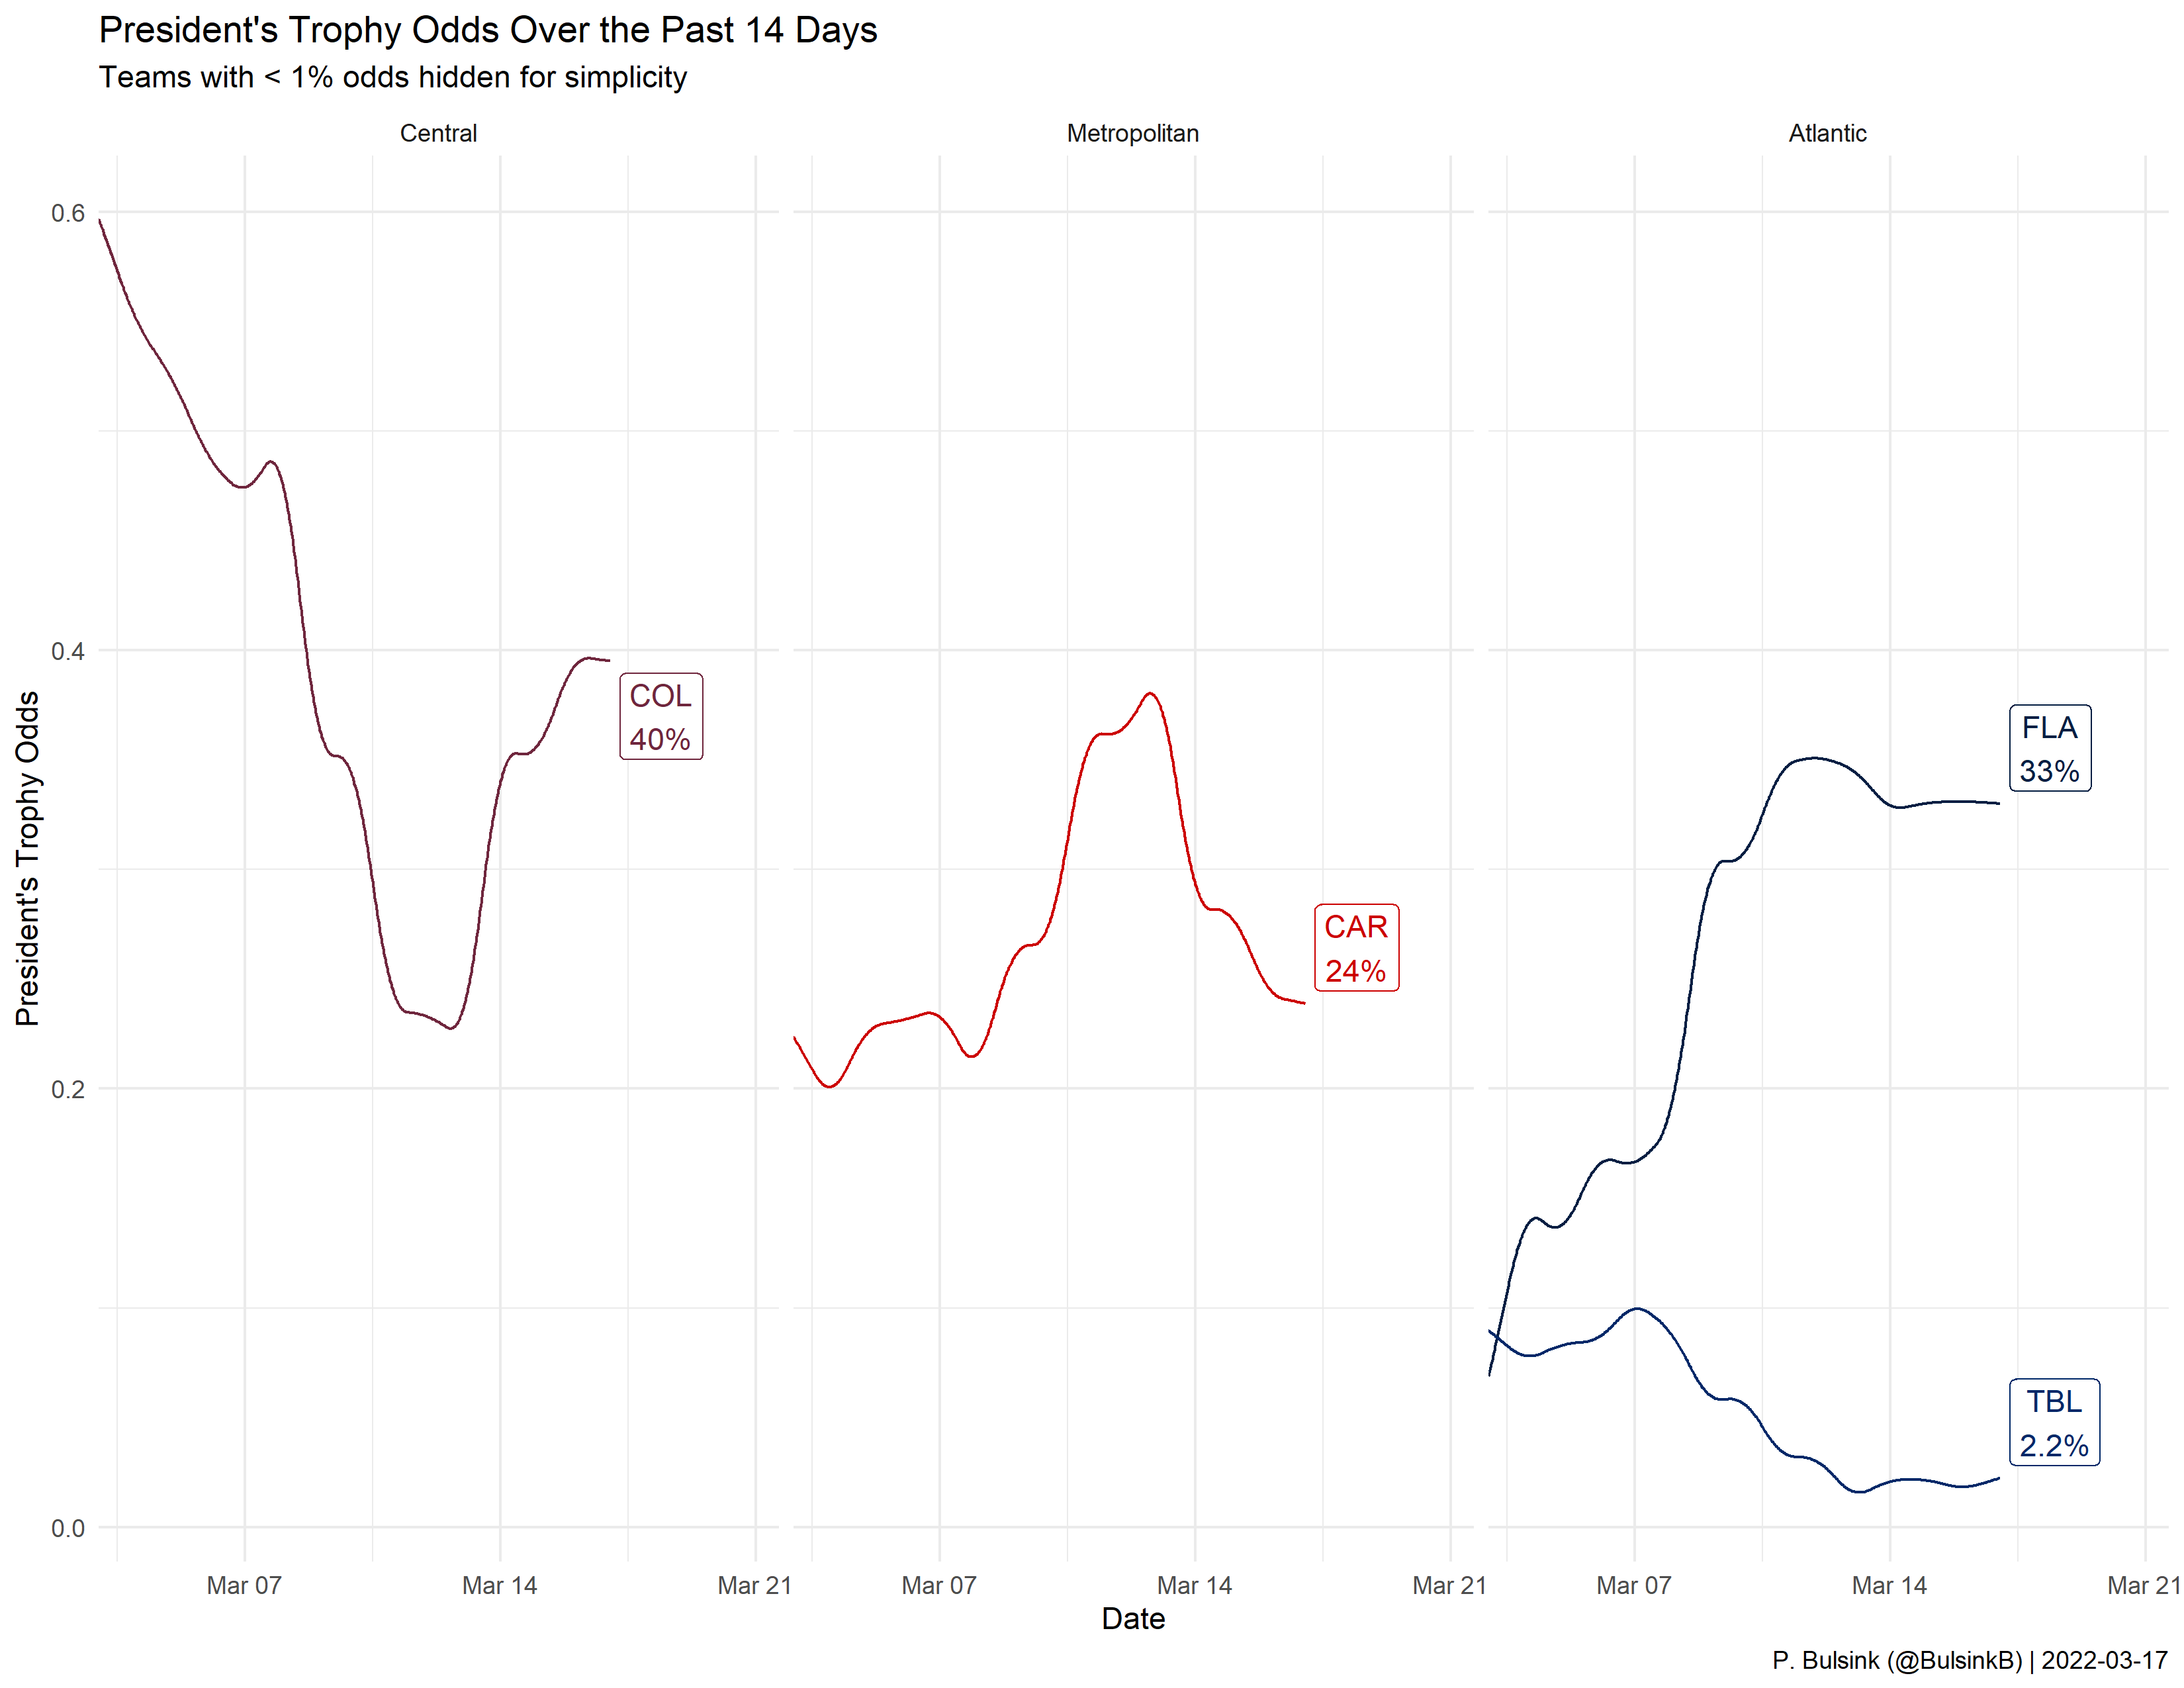 President's Trophy Odds Over the Past 14 Days
Teams with < 1% odds hidden for simplicity
Central
Metropolitan
Atlantic
President's Trophy Odds
0.6
0.4
0.2
0.0
COL
40%
CAR
24%
FLA
33%
TBL
2.2%
Mar 07
Mar 14
Mar 21
Mar 07
Mar 14
Mar 21
Mar 07
Mar 14
Mar 21
Date
P. Bulsink (@BulsinkB) | 2022-03-17